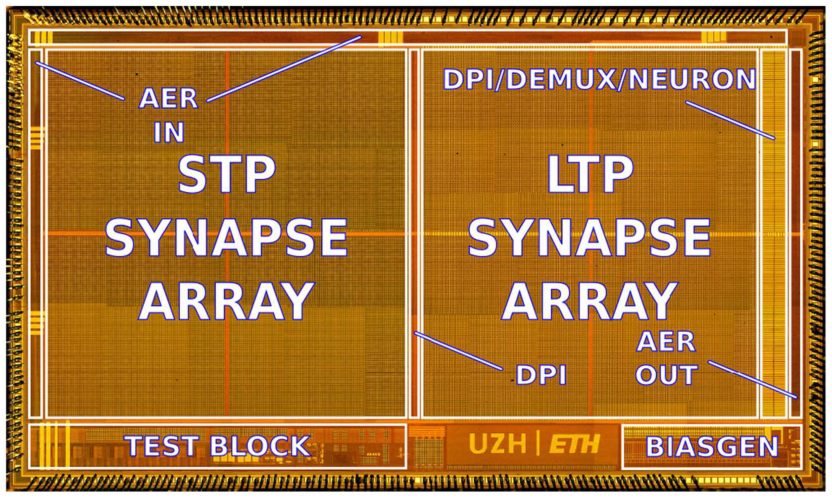 AER
IN
DPI/DEMUX/NEURON
STP
SYNAPSE
ARRAY
LTP
SYNAPSE
ARRAY
AER
OUT
DPI
TEST BLOCK
UZH | ETH
BIASGEN